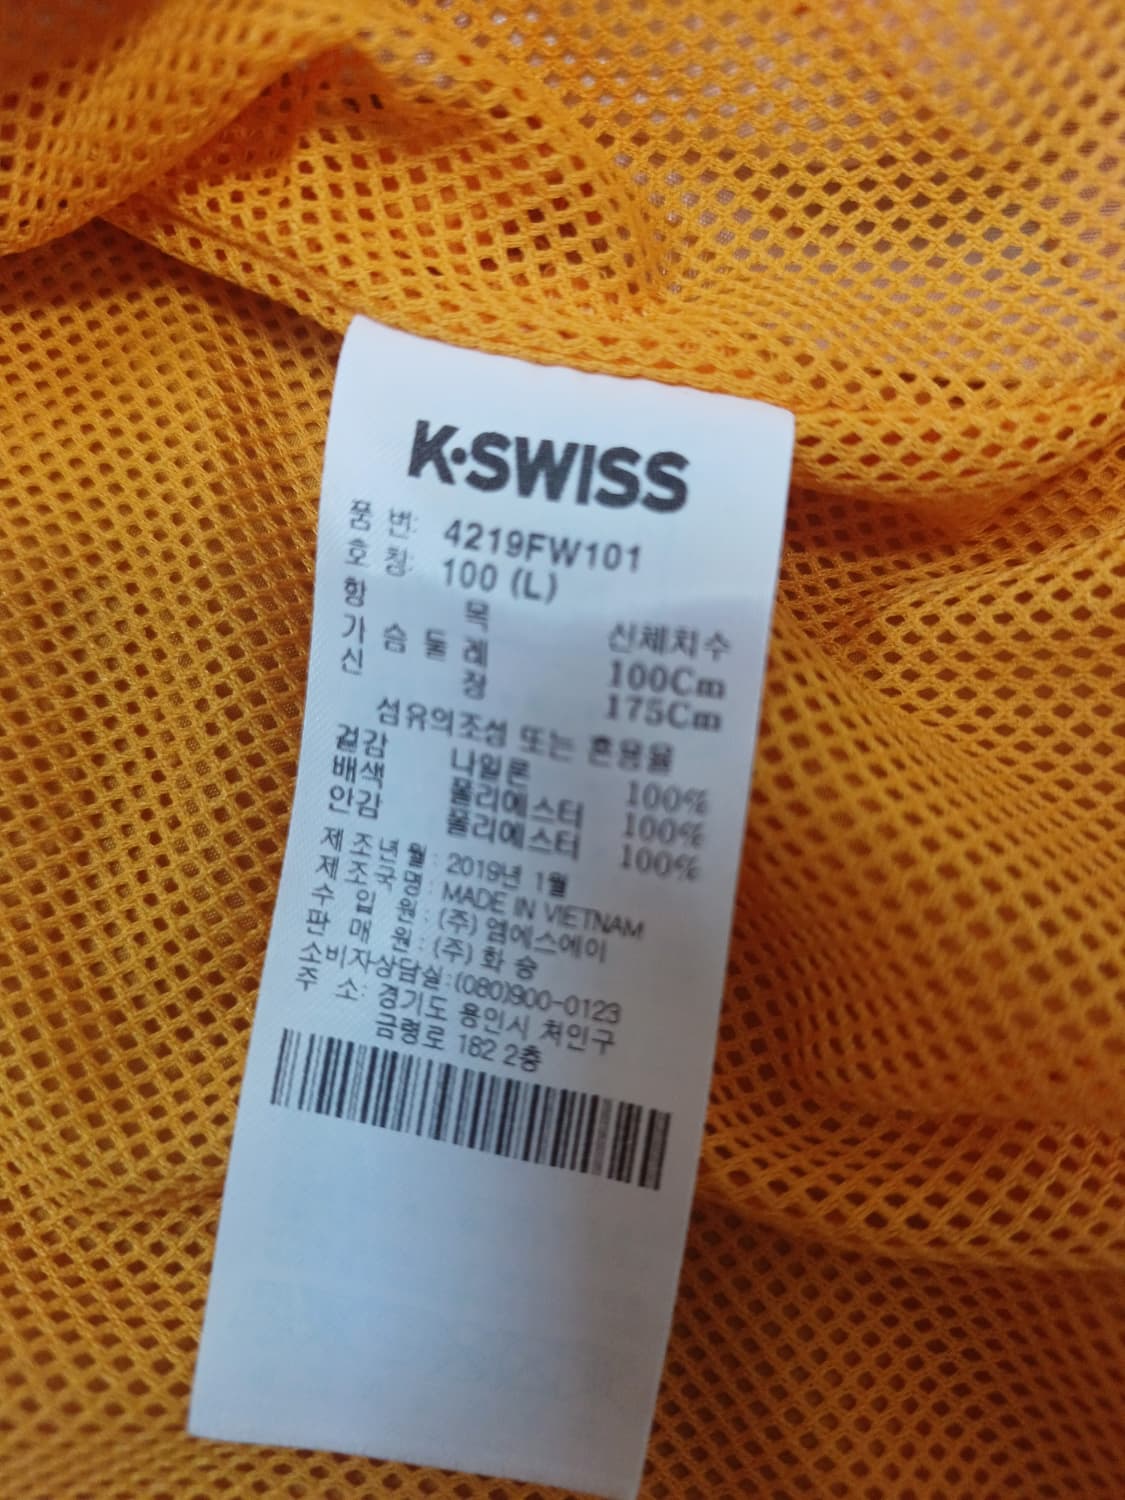 K·SWISS
품 번: 4219FW101
호 칭: 100 (L)
항 목 신체치수
가 슴 둘 레 100Cm
신 장 175Cm
섬유의조성 또는 혼용율
겉감 나일론 100%
배색 폴리에스터 100%
안감 폴리에스터 100%
제 조 년 월 : 2019년 1월
제 조 국 명 : MADE IN VIETNAM
수 입 원 : (주) 엠에스에이
판 매 원 : (주) 화 승
소비자상담실 : (080)900-0123
주 소: 경기도 용인시 처인구
금령로 182 2층